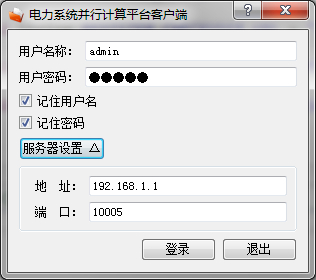 电力系统并行计算平台客户端
用户名称: admin
用户密码: ●●●●●
记住用户名
记住密码
服务器设置 △
地 址: 192.168.1.1
端 口: 10005
登录 退出